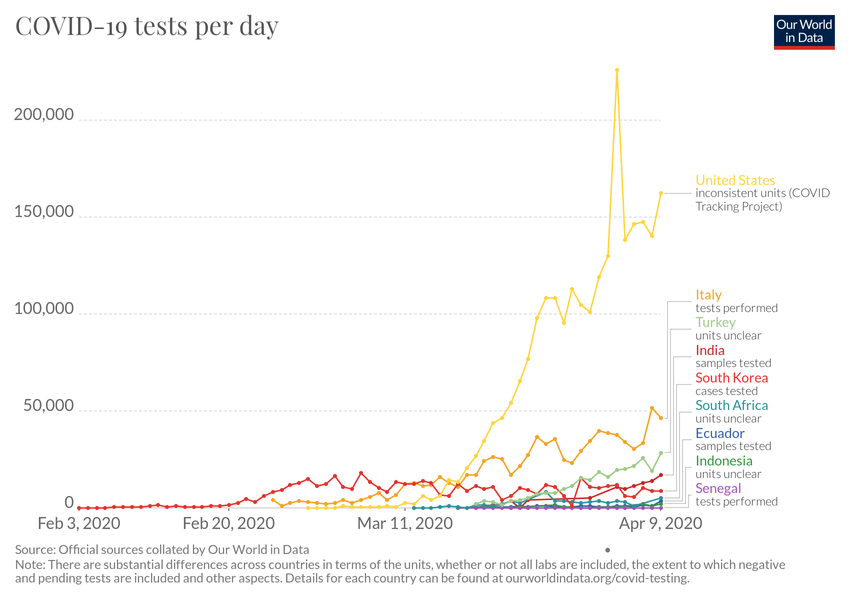 COVID-19 tests per day
Our World
in Data
200,000
150,000
100,000
50,000
0
Feb 3, 2020
Feb 20, 2020
Mar 11, 2020
Apr 9, 2020
United States
inconsistent units (COVID
Tracking Project)
Italy
tests performed
Turkey
units unclear
India
samples tested
South Korea
cases tested
South Africa
units unclear
Ecuador
samples tested
Indonesia
units unclear
Senegal
tests performed
Source: Official sources collated by Our World in Data
Note: There are substantial differences across countries in terms of the units, whether or not all labs are included, the extent to which negative
and pending tests are included and other aspects. Details for each country can be found at ourworldindata.org/covid-testing.